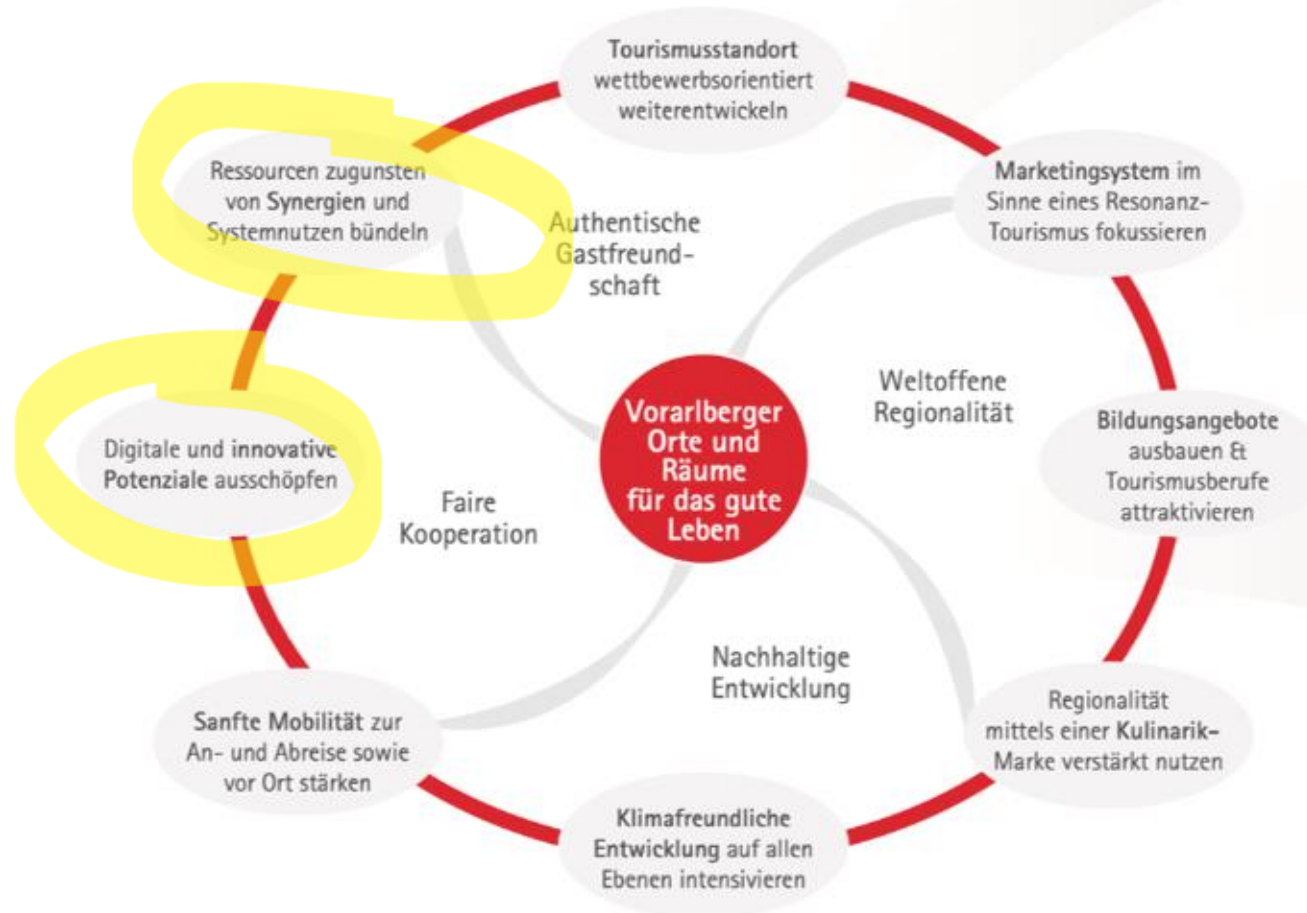 Tourismusstandort
wettbewerbsorientiert
weiterentwickeln
Ressourcen zugunsten
von Synergien und
Systemnutzen bündeln
Marketingsystem im
Sinne eines Resonanz-
Tourismus fokussieren
Authentische
Gastfreund-
schaft
Weltoffene
Regionalität
Vorarlberger
Orte und
Räume
für das gute
Leben
Bildungsangebote
ausbauen &
Tourismusberufe
attraktivieren
Digitale und innovative
Potenziale ausschöpfen
Faire
Kooperation
Nachhaltige
Entwicklung
Sanfte Mobilität zur
An- und Abreise sowie
vor Ort stärken
Regionalität
mittels einer Kulinarik-
Marke verstärkt nutzen
Klimafreundliche
Entwicklung auf allen
Ebenen intensivieren